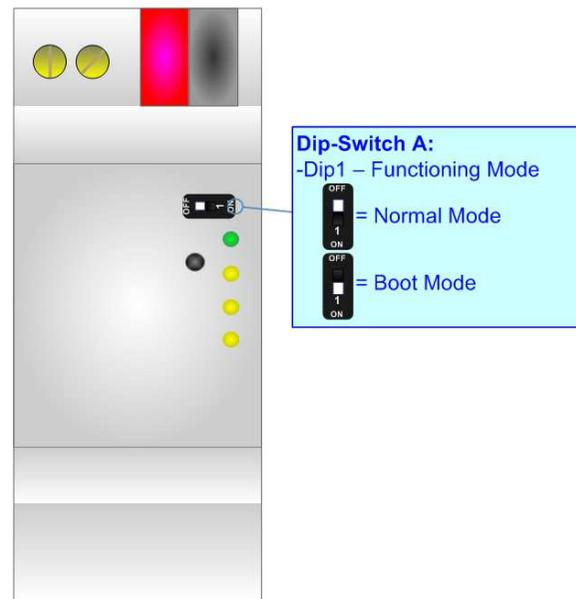 OFF 1 ON
Dip-Switch A:
-Dip1 – Functioning Mode
OFF
1
ON
= Normal Mode
OFF
1
ON
= Boot Mode